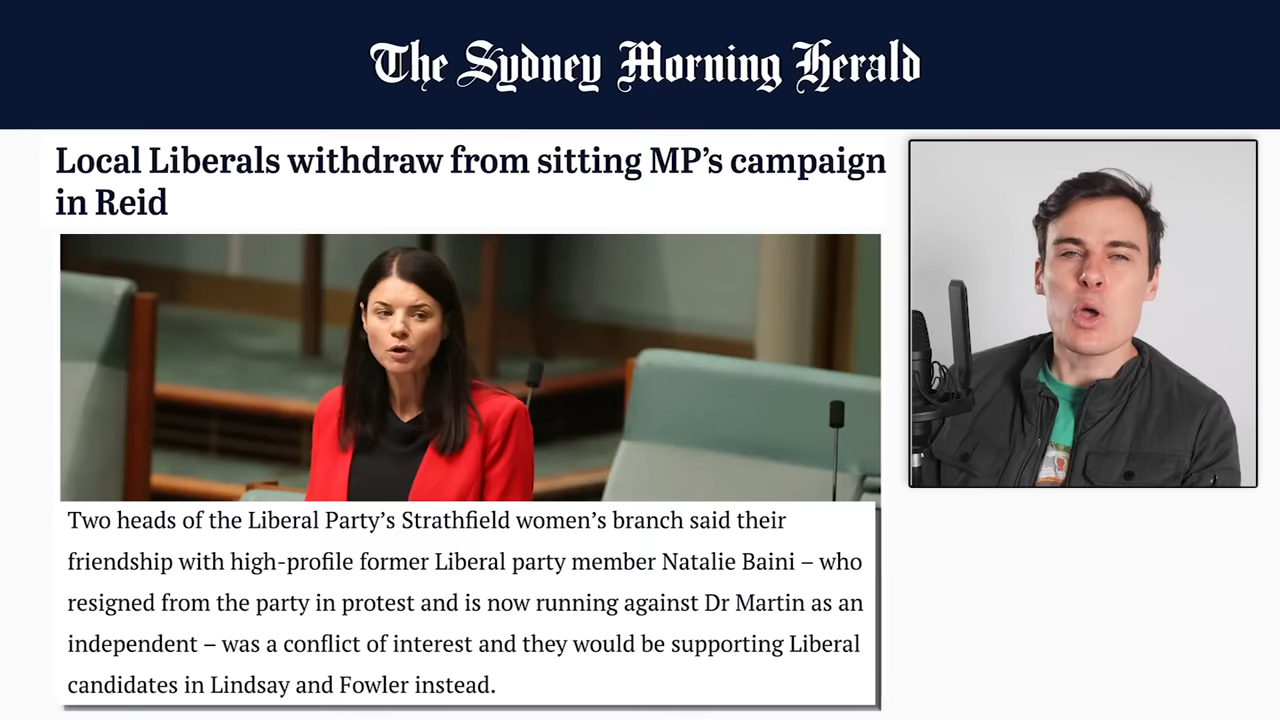 The Sydney Morning Herald
Local Liberals withdraw from sitting MP’s campaign
in Reid
Two heads of the Liberal Party’s Strathfield women’s branch said their
friendship with high-profile former Liberal party member Natalie Baini – who
resigned from the party in protest and is now running against Dr Martin as an
independent – was a conflict of interest and they would be supporting Liberal
candidates in Lindsay and Fowler instead.